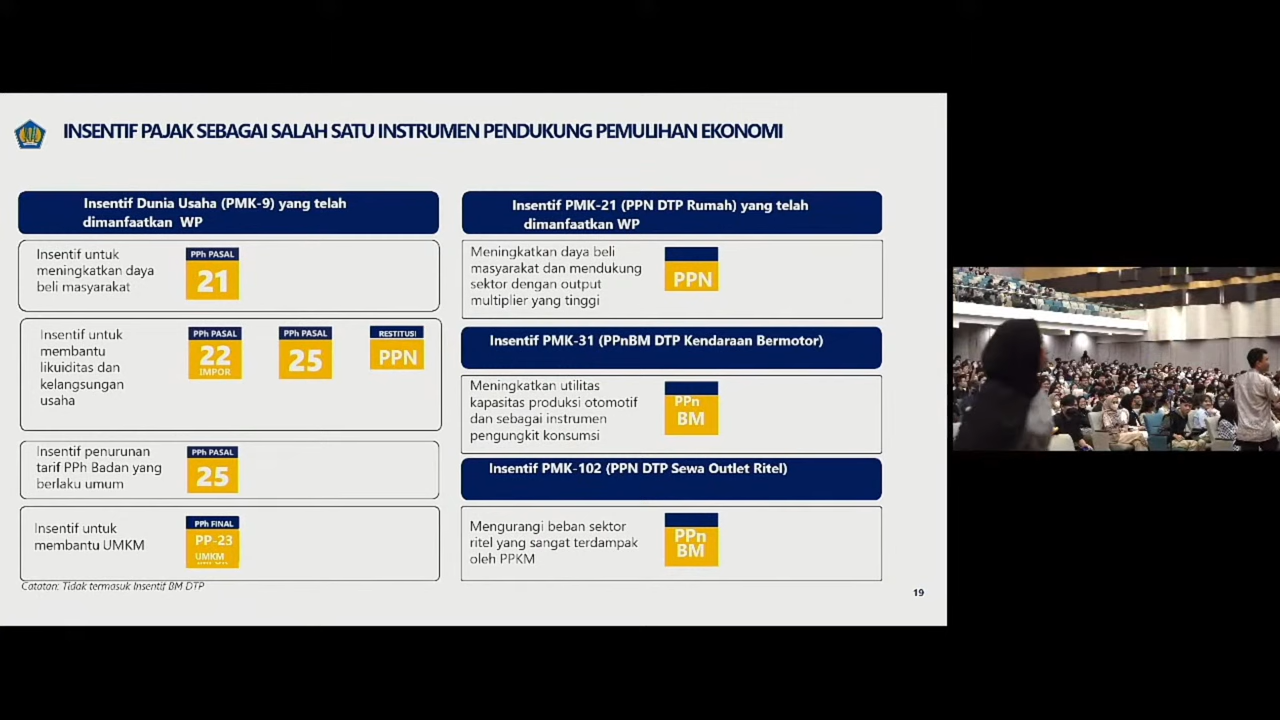 INSENTIF PAJAK SEBAGAI SALAH SATU INSTRUMEN PENDUKUNG PEMULIHAN EKONOMI
Insentif Dunia Usaha (PMK-9) yang telah
dimanfaatkan WP
Insentif untuk
meningkatkan daya
beli masyarakat
PPh PASAL
21
Insentif untuk
membantu
likuiditas dan
kelangsungan
usaha
PPh PASAL
22
IMPOR
PPh PASAL
25
RESTITUSI
PPN
Insentif penurunan
tarif PPh Badan yang
berlaku umum
PPh PASAL
25
Insentif untuk
membantu UMKM
PPh FINAL
PP-23
UMKM
Catatan: Tidak termasuk Insentif BM DTP
Insentif PMK-21 (PPN DTP Rumah) yang telah
dimanfaatkan WP
Meningkatkan daya beli
masyarakat dan mendukung
sektor dengan output
multiplier yang tinggi
PPN
Insentif PMK-31 (PPnBM DTP Kendaraan Bermotor)
Meningkatkan utilitas
kapasitas produksi otomotif
dan sebagai instrumen
pengungkit konsumsi
PPn
BM
Insentif PMK-102 (PPN DTP Sewa Outlet Ritel)
Mengurangi beban sektor
ritel yang sangat terdampak
oleh PPKM
PPn
BM
19